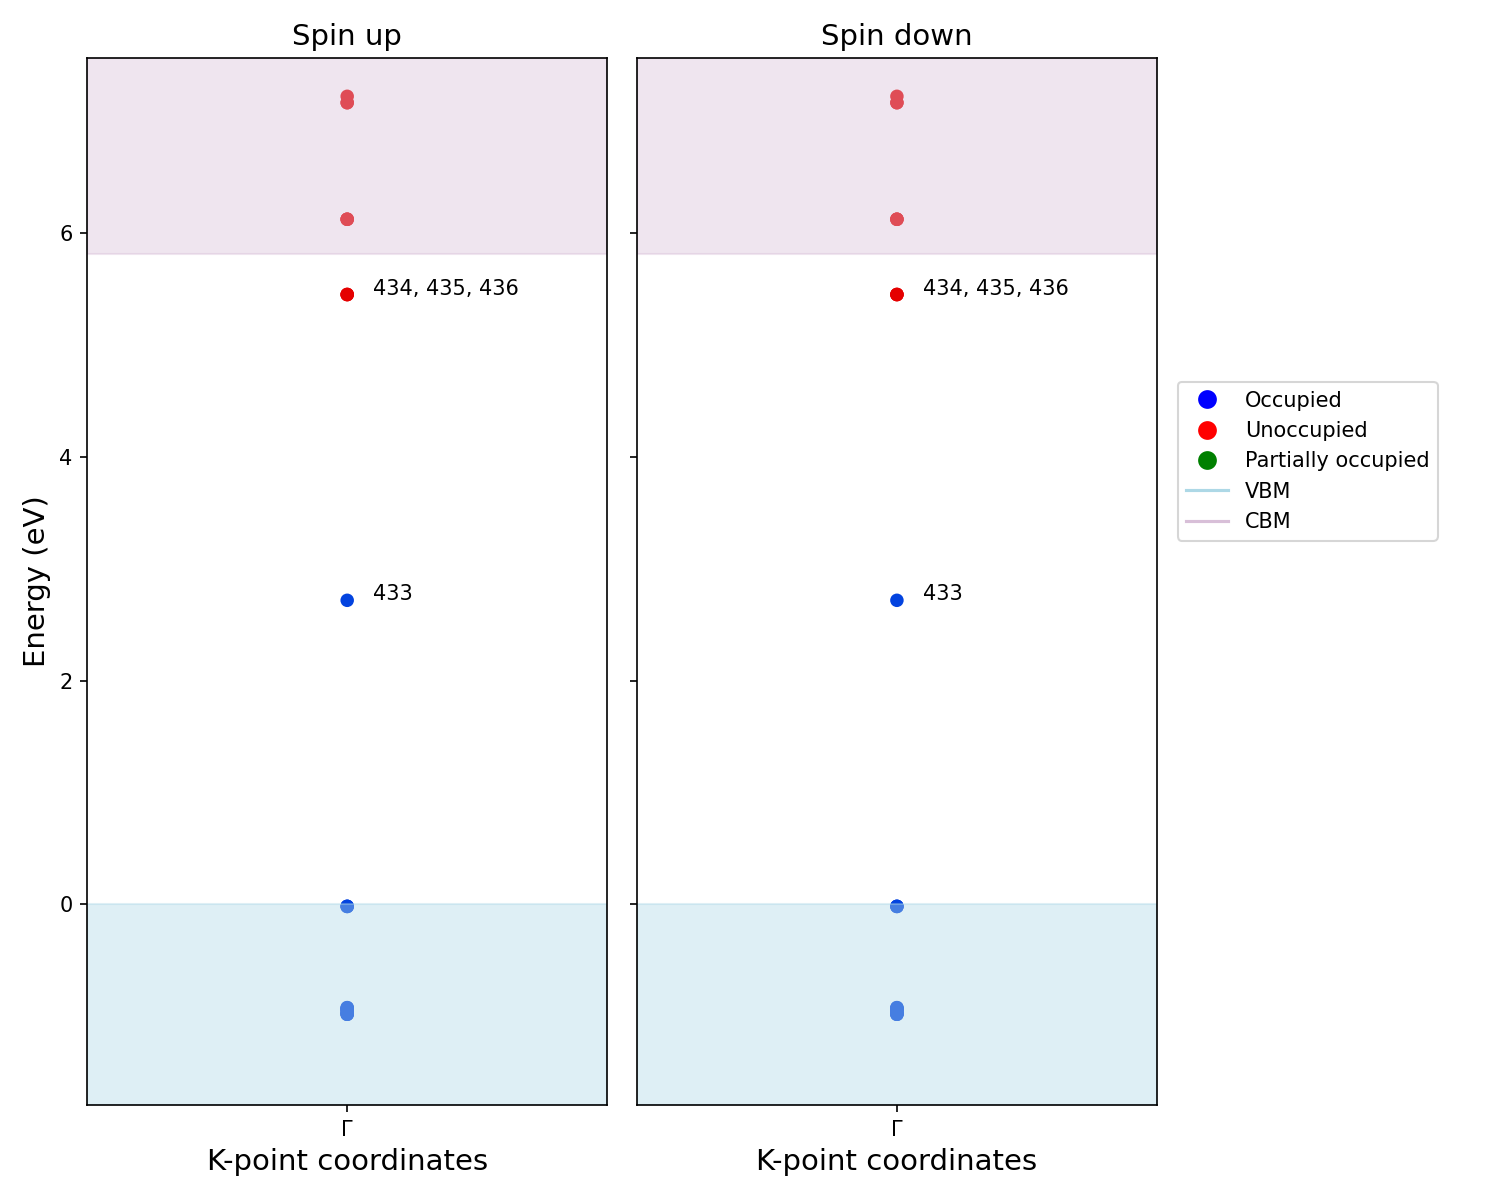 Spin up
Spin down
434, 435, 436
434, 435, 436
433
433
6
4
2
0
Energy (eV)
Γ
Γ
K-point coordinates
K-point coordinates
Occupied
Unoccupied
Partially occupied
VBM
CBM